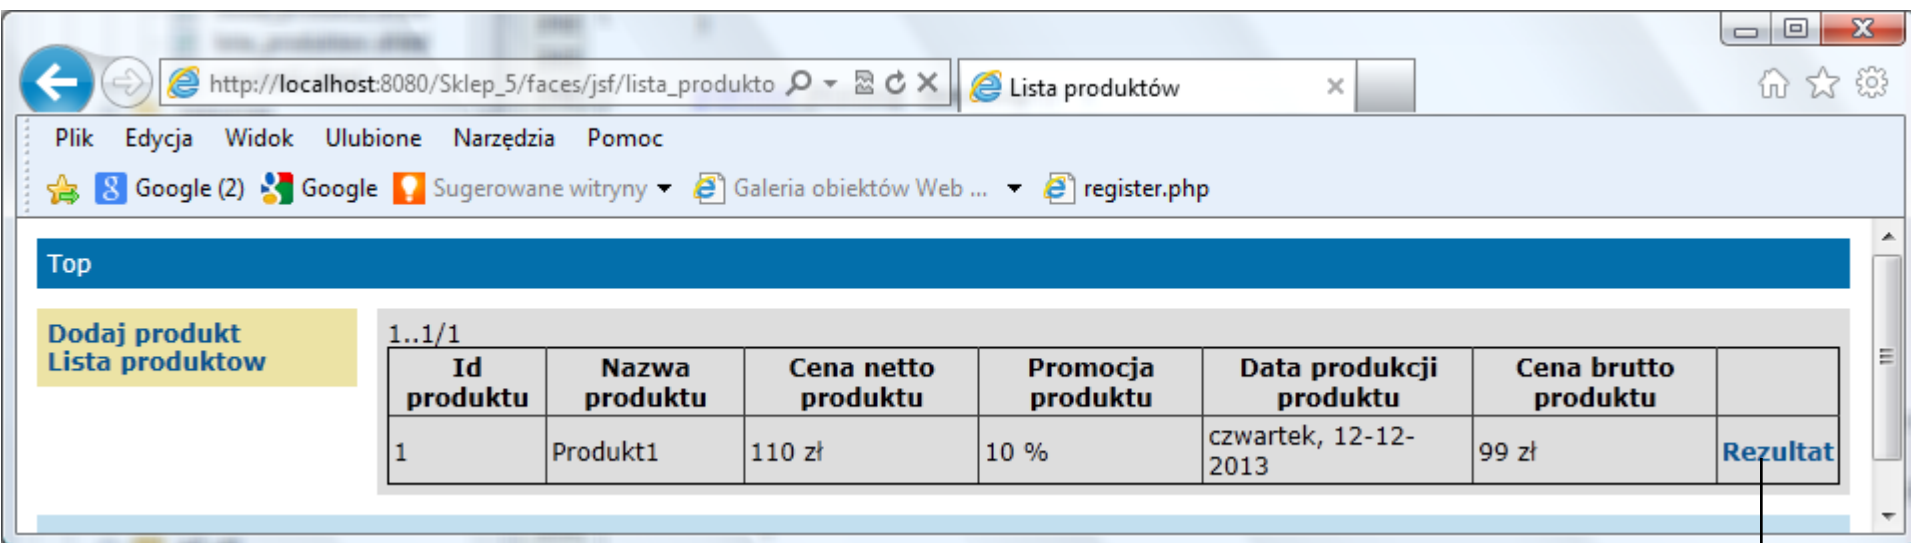 http://localhost:8080/Sklep_5/faces/jsf/lista_produkto
Lista produktów
Plik Edycja Widok Ulubione Narzędzia Pomoc
Google (2) Google Sugerowane witryny Galeria obiektów Web ... register.php
Top
Dodaj produkt
Lista produktow
1..1/1
Id produktu Nazwa produktu Cena netto produktu Promocja produktu Data produkcji produktu Cena brutto produktu
1 Produkt1 110 zł 10 % czwartek, 12-12-2013 99 zł Rezultat